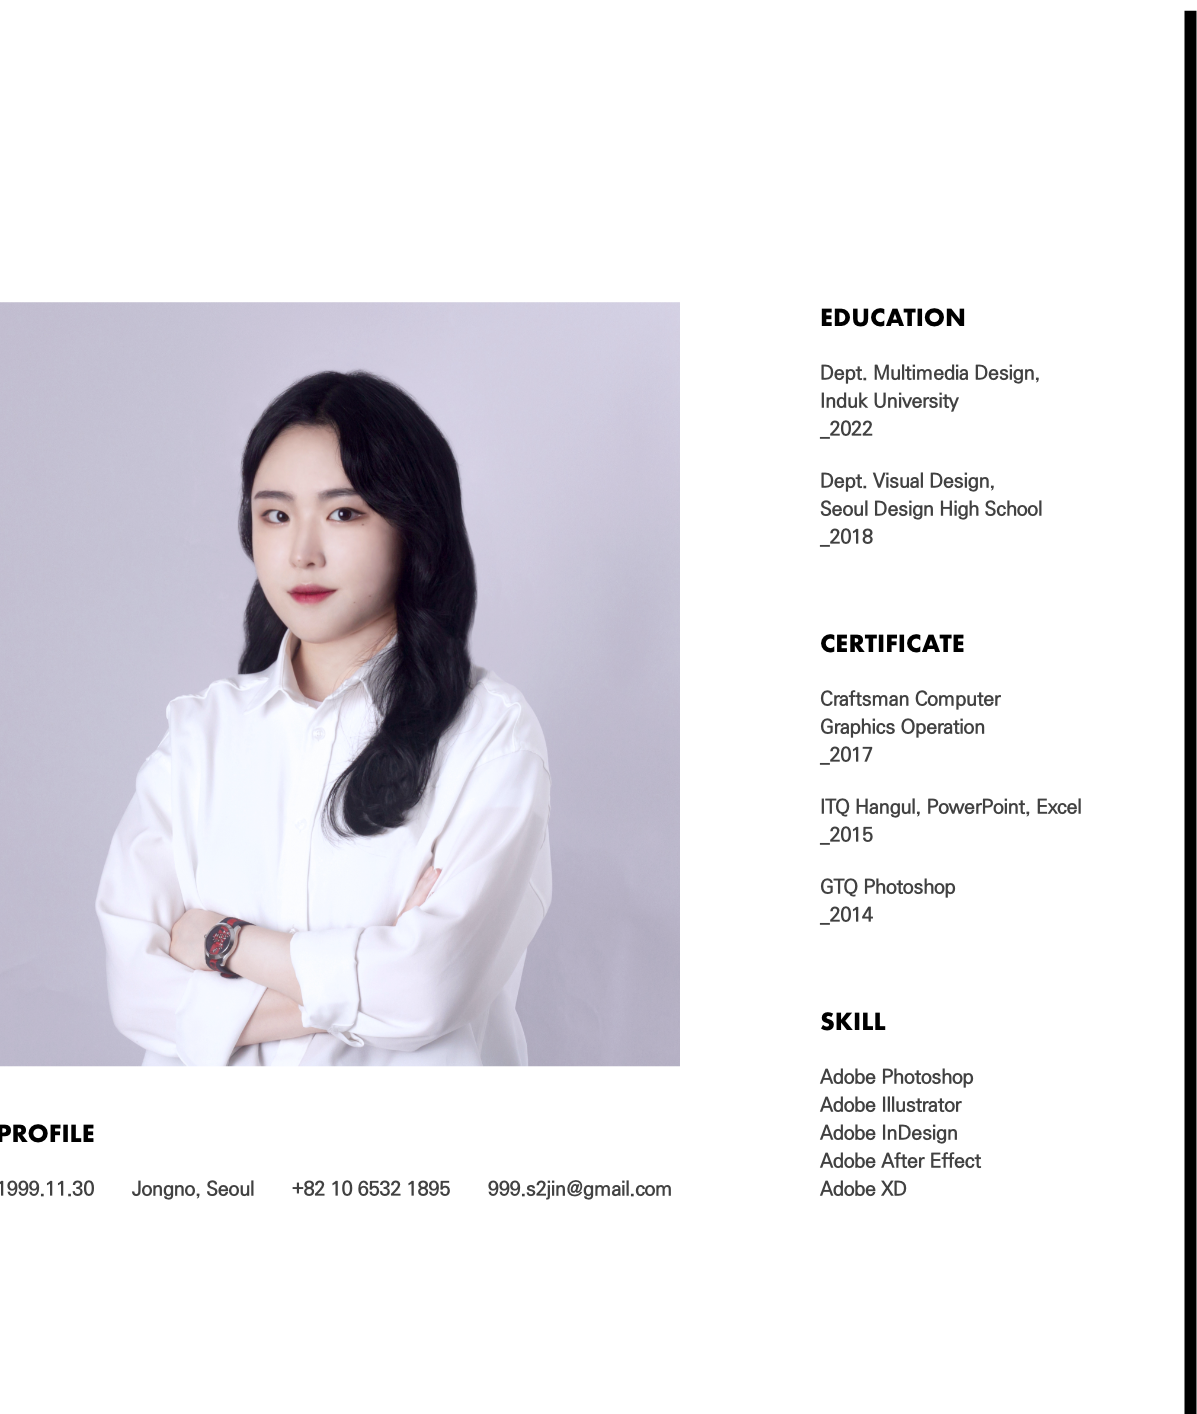 EDUCATION
Dept. Multimedia Design,
Induk University
_2022
Dept. Visual Design,
Seoul Design High School
_2018
CERTIFICATE
Craftsman Computer
Graphics Operation
_2017
ITQ Hangul, PowerPoint, Excel
_2015
GTQ Photoshop
_2014
SKILL
Adobe Photoshop
Adobe Illustrator
Adobe InDesign
Adobe After Effect
Adobe XD
PROFILE
1999.11.30 Jongno, Seoul +82 10 6532 1895 999.s2jin@gmail.com